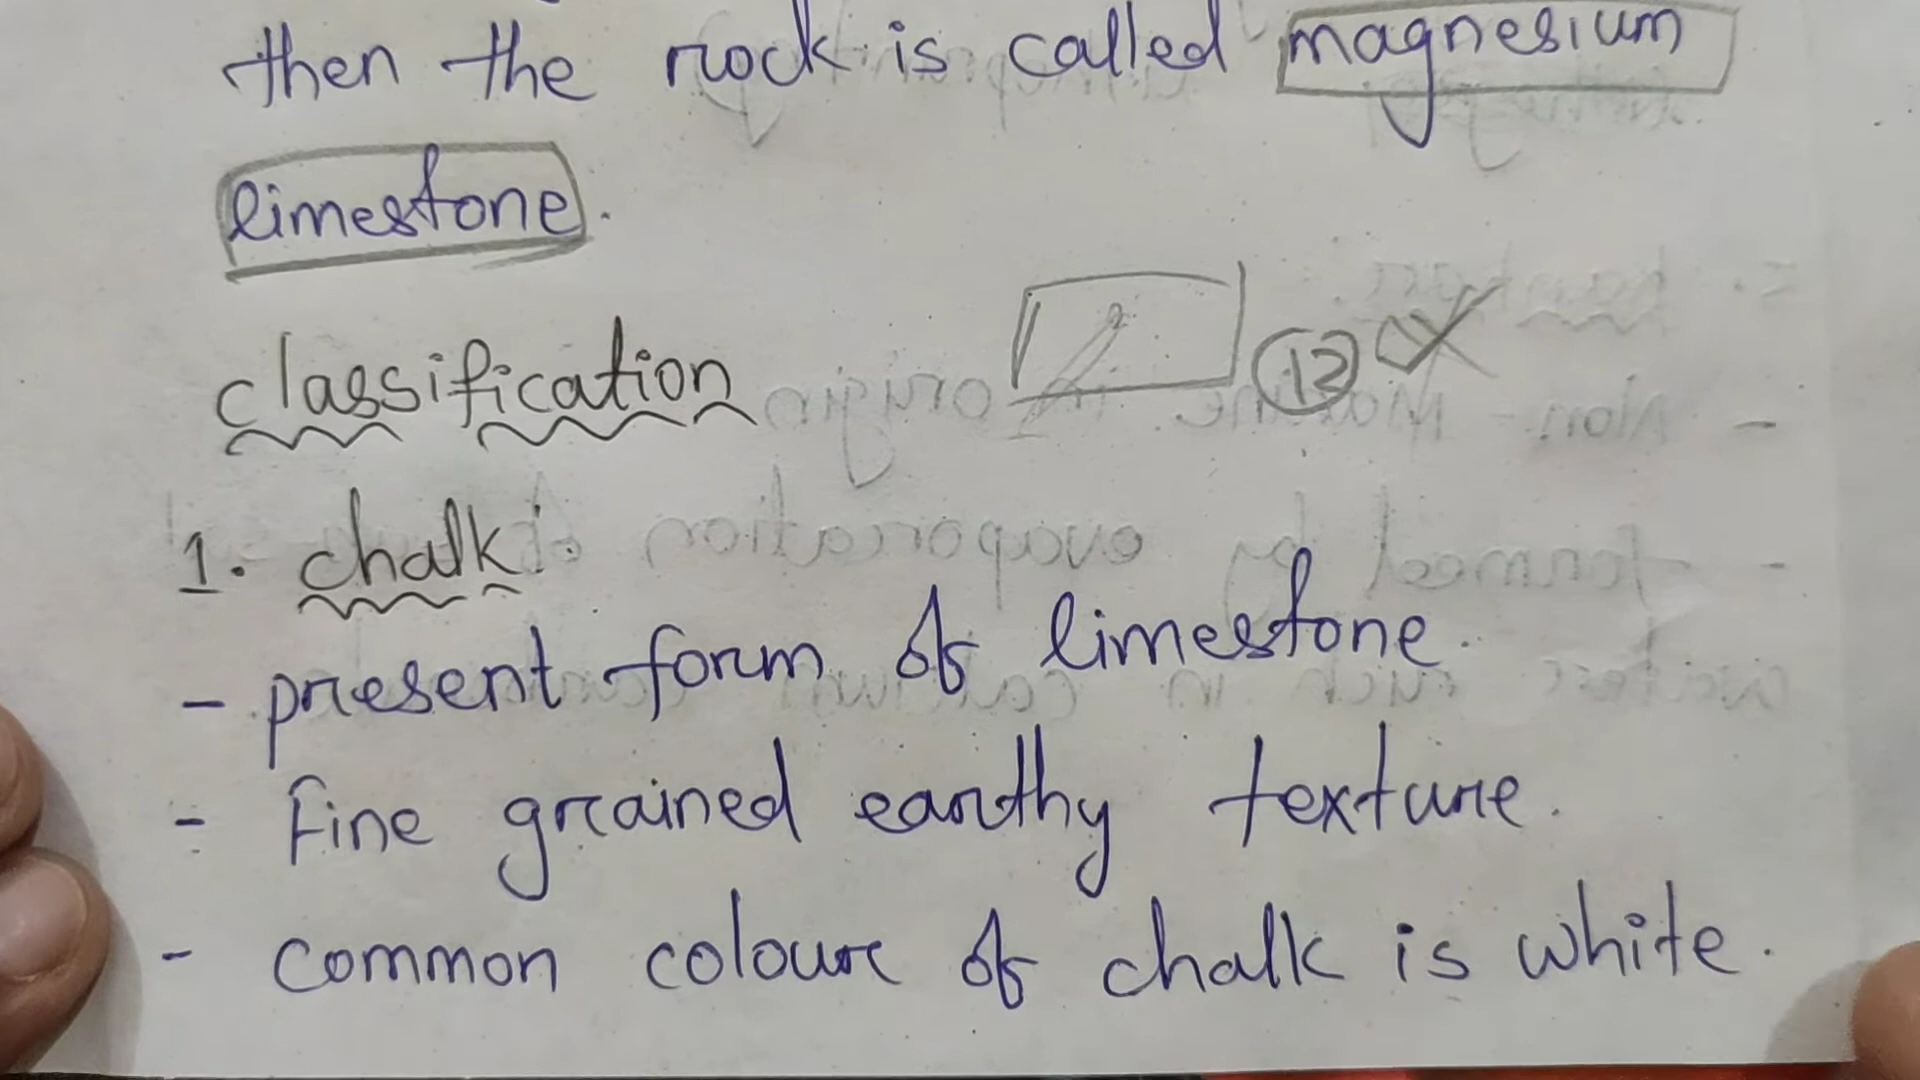 then the rock is called magnesium
limestone.
classification
12
1. chalk:
- present form of limestone.
- Fine grained earthy texture.
- common colour of chalk is white.